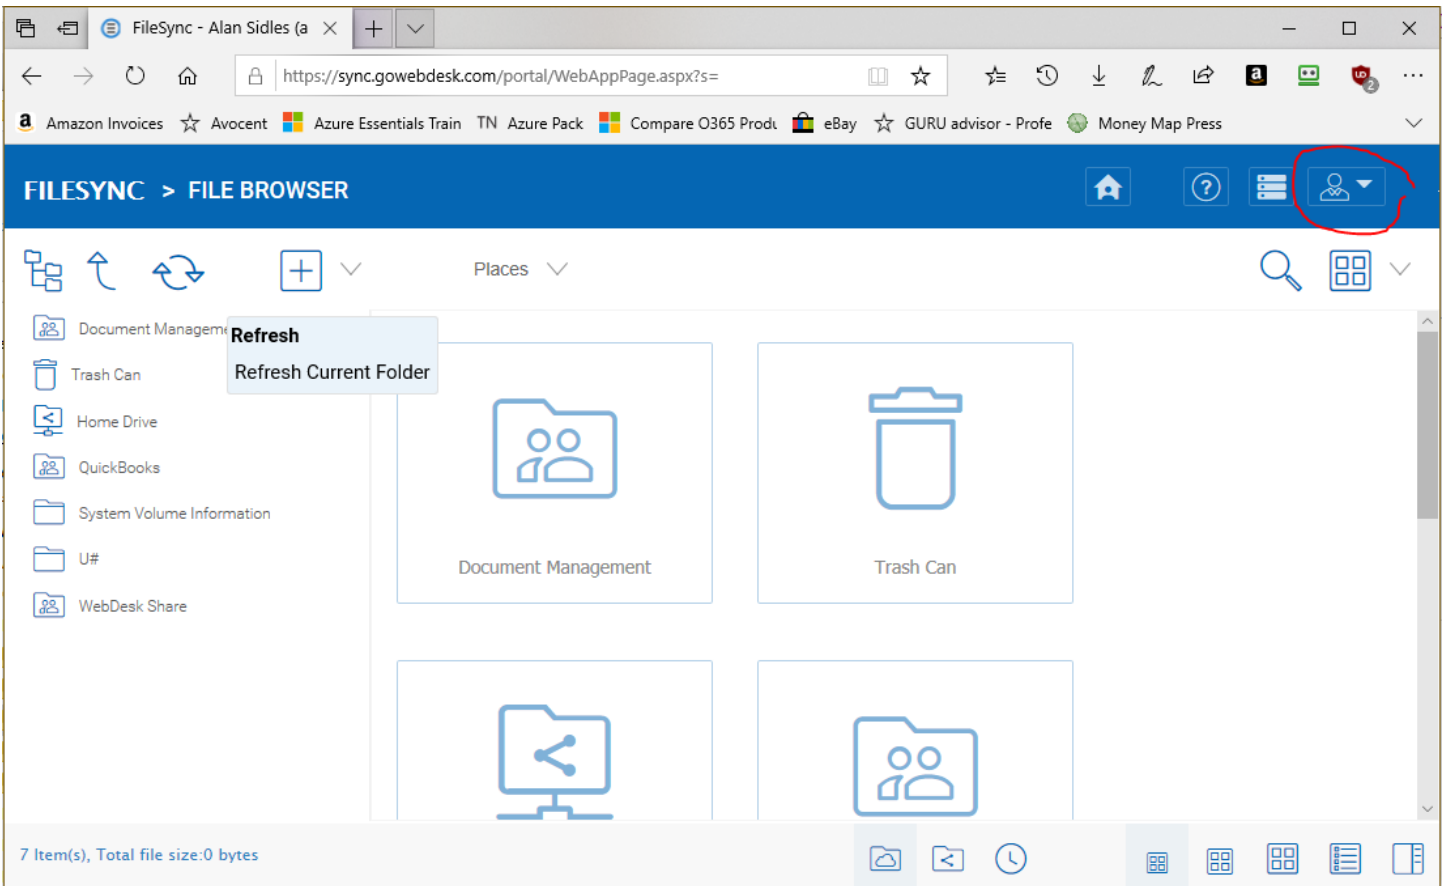 FileSync - Alan Sidles (a
https://sync.gowebdesk.com/portal/WebAppPage.aspx?s=
a
UD
2
a Amazon Invoices Avocent Azure Essentials Train TN Azure Pack Compare O365 Produ eBay GURU advisor - Profe Money Map Press
FILESYNC > FILE BROWSER
?
Places
Document Manageme
Refresh
Refresh Current Folder
Trash Can
Home Drive
QuickBooks
System Volume Information
U#
WebDesk Share
Document Management
Trash Can
7 Item(s), Total file size:0 bytes